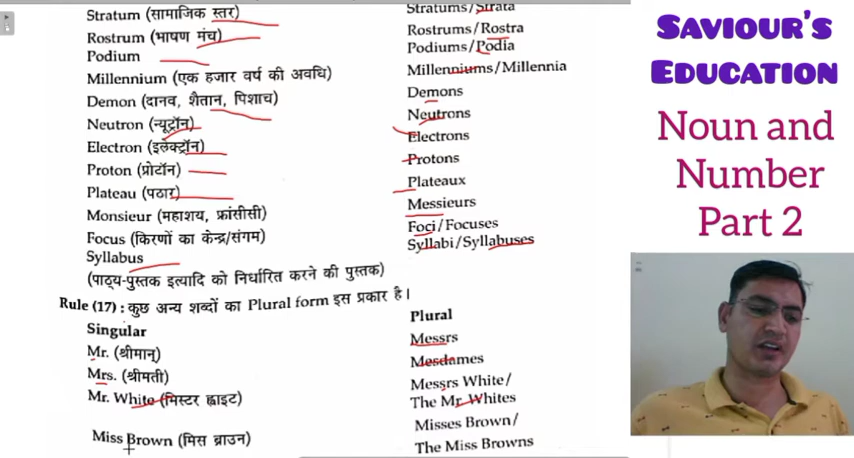 Stratum (सामाजिक स्तर) Stratums/Strata
Rostrum (भाषण मंच) Rostrums/Rostra
Podium Podiums/Podia
Millennium (एक हजार वर्ष की अवधि) Millenniums/Millennia
Demon (दानव, शैतान, पिशाच) Demons
Neutron (न्यूट्रॉन) Neutrons
Electron (इलेक्ट्रॉन) Electrons
Proton (प्रोटॉन) Protons
Plateau (पठार) Plateaux
Monsieur (महाशय, फ्रांसीसी) Messieurs
Focus (किरणों का केन्द्र/संगम) Foci/Focuses
Syllabus Syllabi/Syllabuses
(पाठ्य-पुस्तक इत्यादि को निर्धारित करने की पुस्तक)
Rule (17) : कुछ अन्य शब्दों का Plural form इस प्रकार है।
Singular Plural
Mr. (श्रीमान्) Messrs
Mrs. (श्रीमती) Mesdames
Mr. White (मिस्टर ह्वाइट) Messrs White/
The Mr. Whites
Miss Brown (मिस ब्राउन) Misses Brown/
The Miss Browns
SAVIOUR'S
EDUCATION
Noun and
Number
Part 2